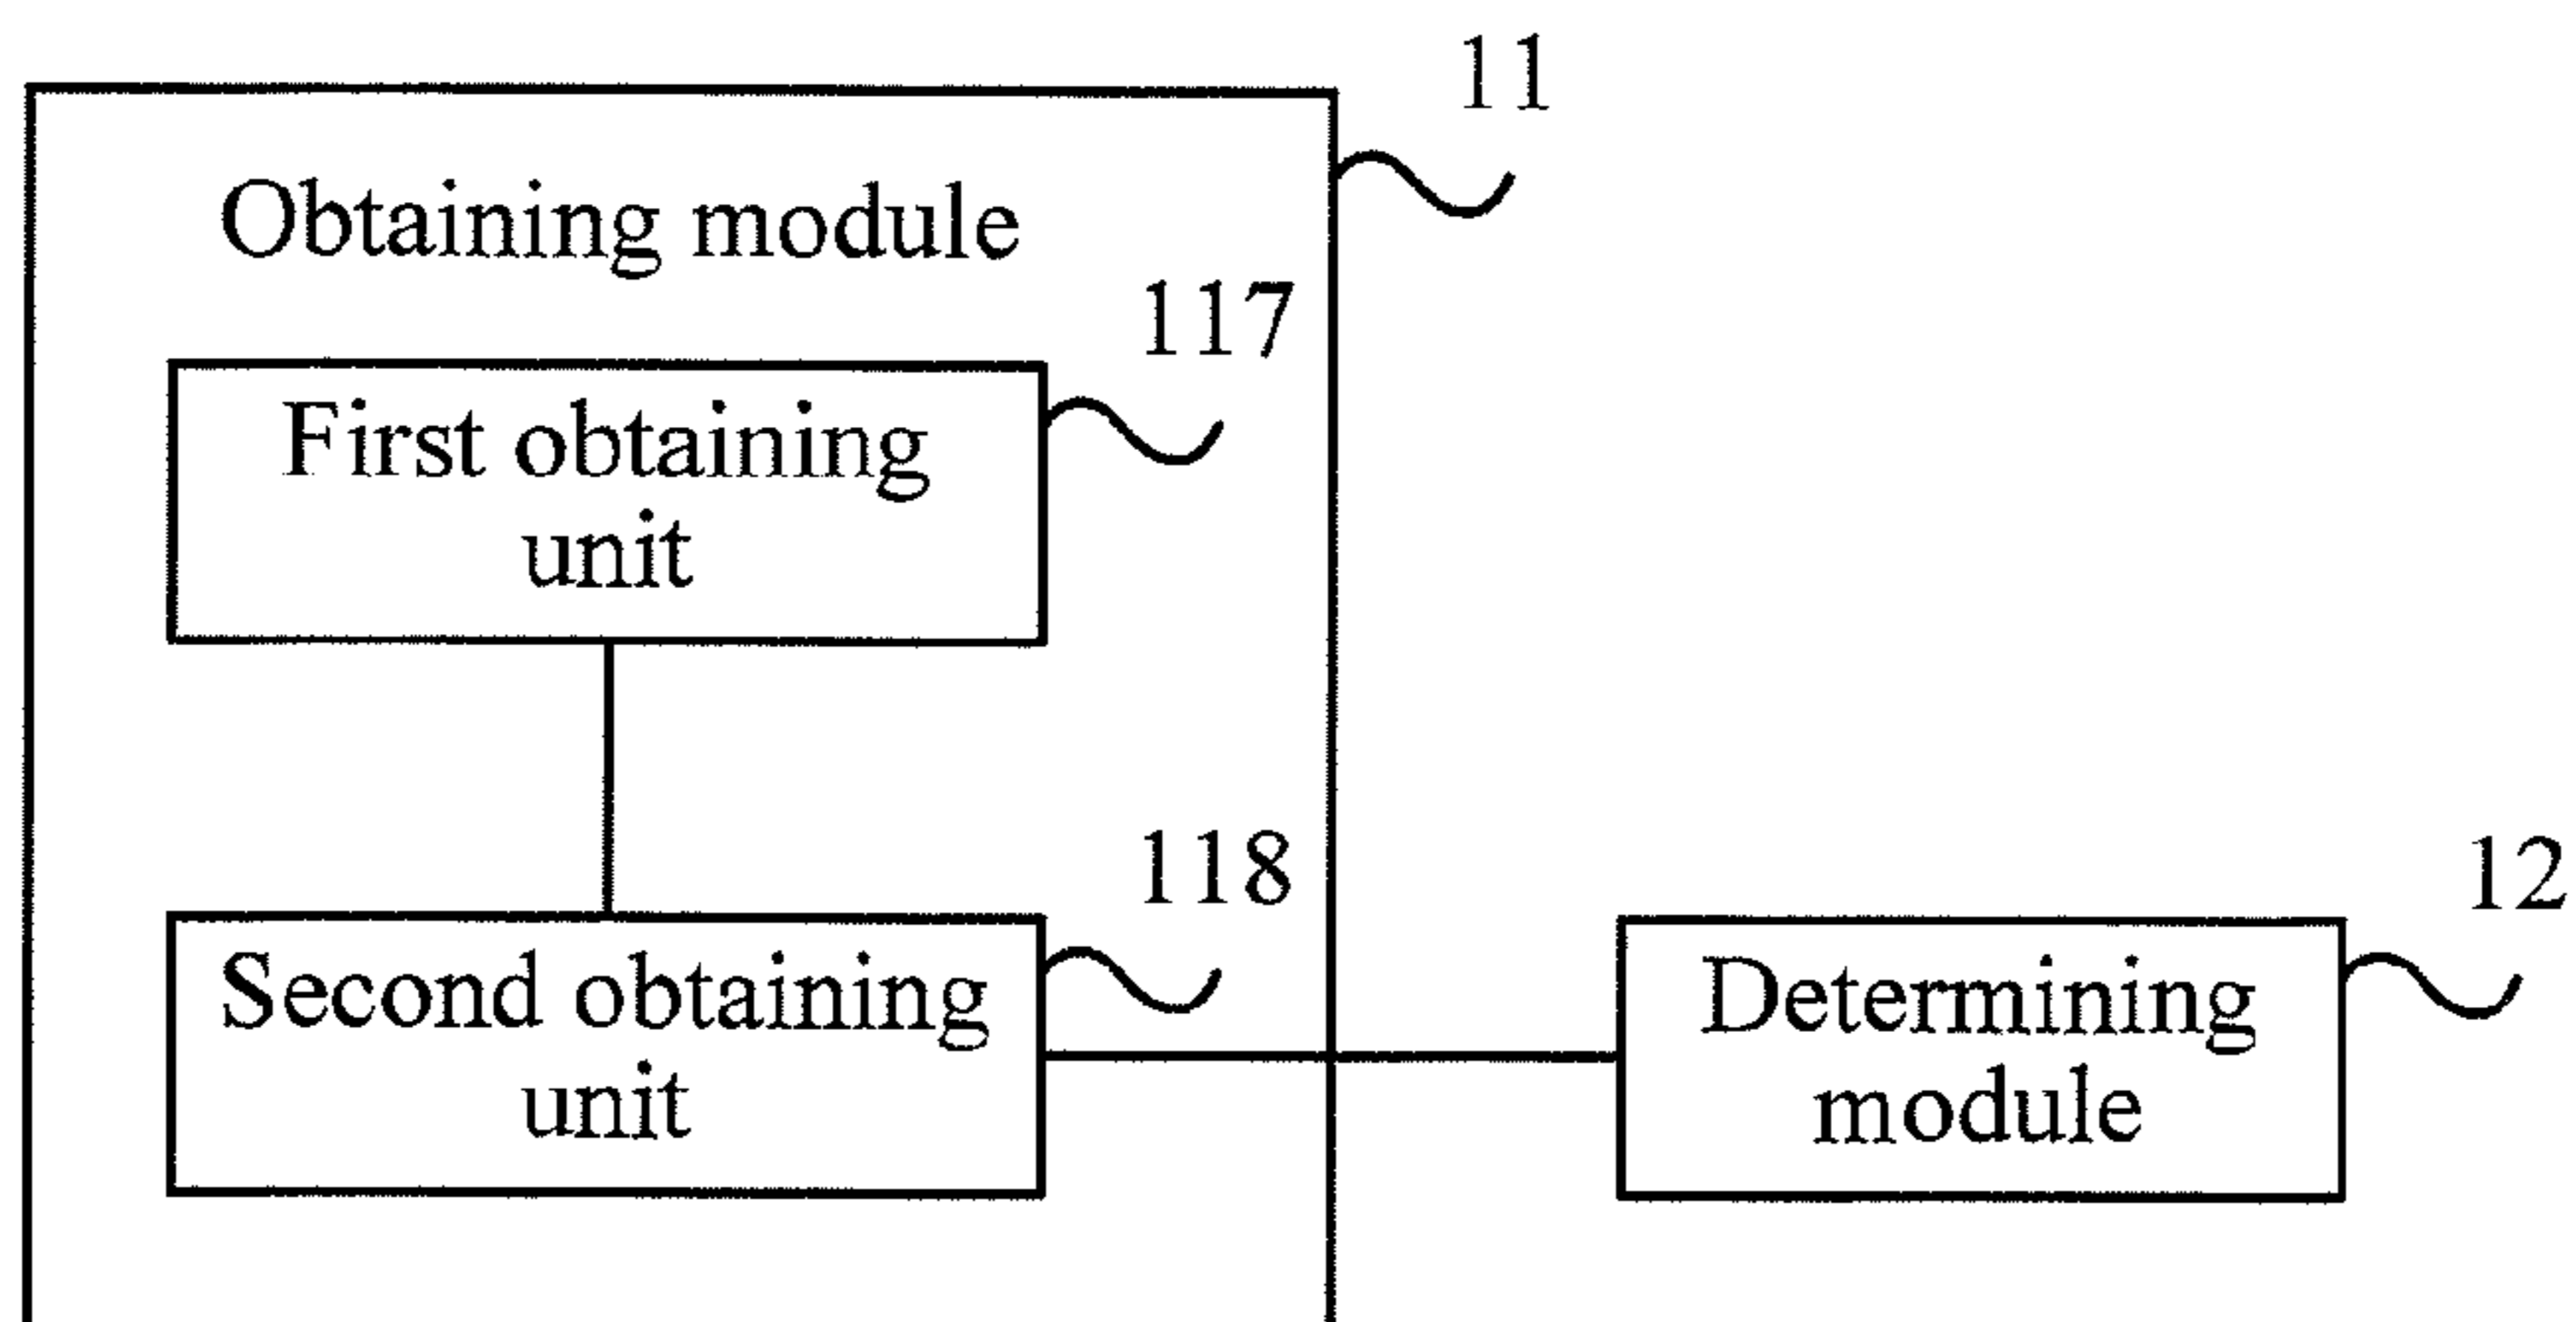 11
Obtaining module
117
First obtaining
unit
118
Second obtaining
unit
12
Determining
module